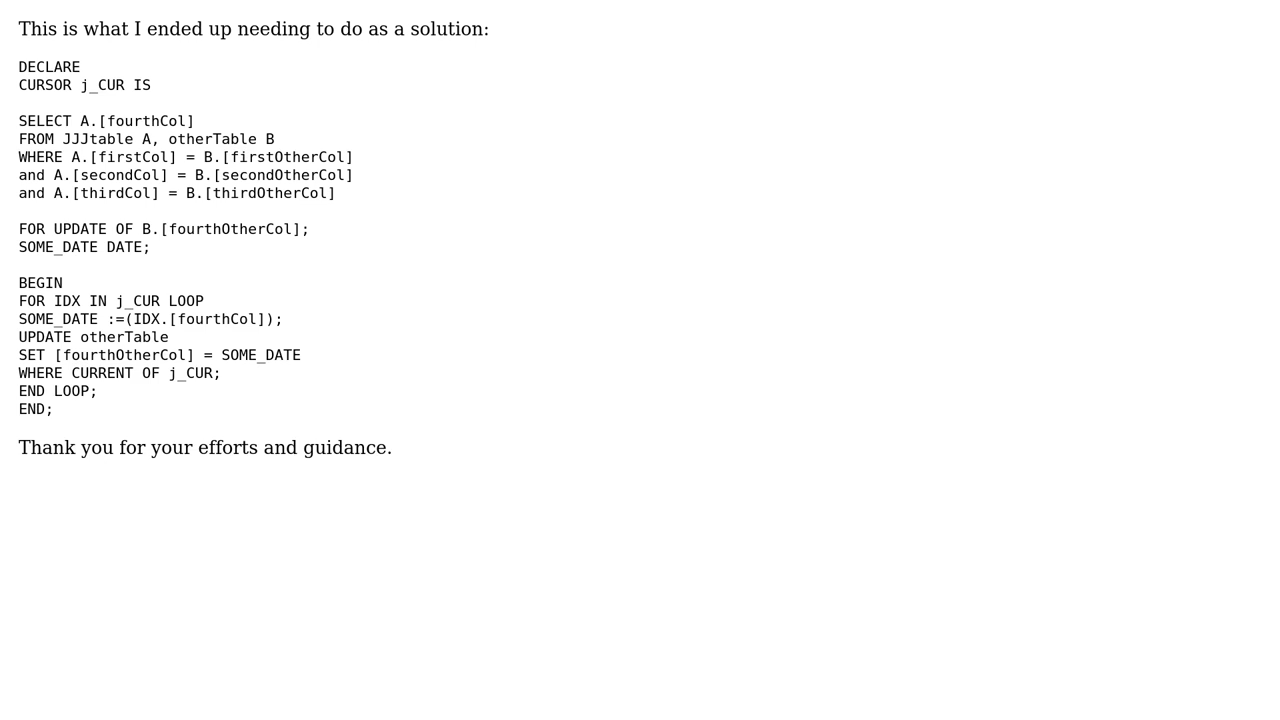 This is what I ended up needing to do as a solution:
DECLARE
CURSOR j_CUR IS
SELECT A.[fourthCol]
FROM JJJtable A, otherTable B
WHERE A.[firstCol] = B.[firstOtherCol]
and A.[secondCol] = B.[secondOtherCol]
and A.[thirdCol] = B.[thirdOtherCol]
FOR UPDATE OF B.[fourthOtherCol];
SOME_DATE DATE;
BEGIN
FOR IDX IN j_CUR LOOP
SOME_DATE :=(IDX.[fourthCol]);
UPDATE otherTable
SET [fourthOtherCol] = SOME_DATE
WHERE CURRENT OF j_CUR;
END LOOP;
END;
Thank you for your efforts and guidance.